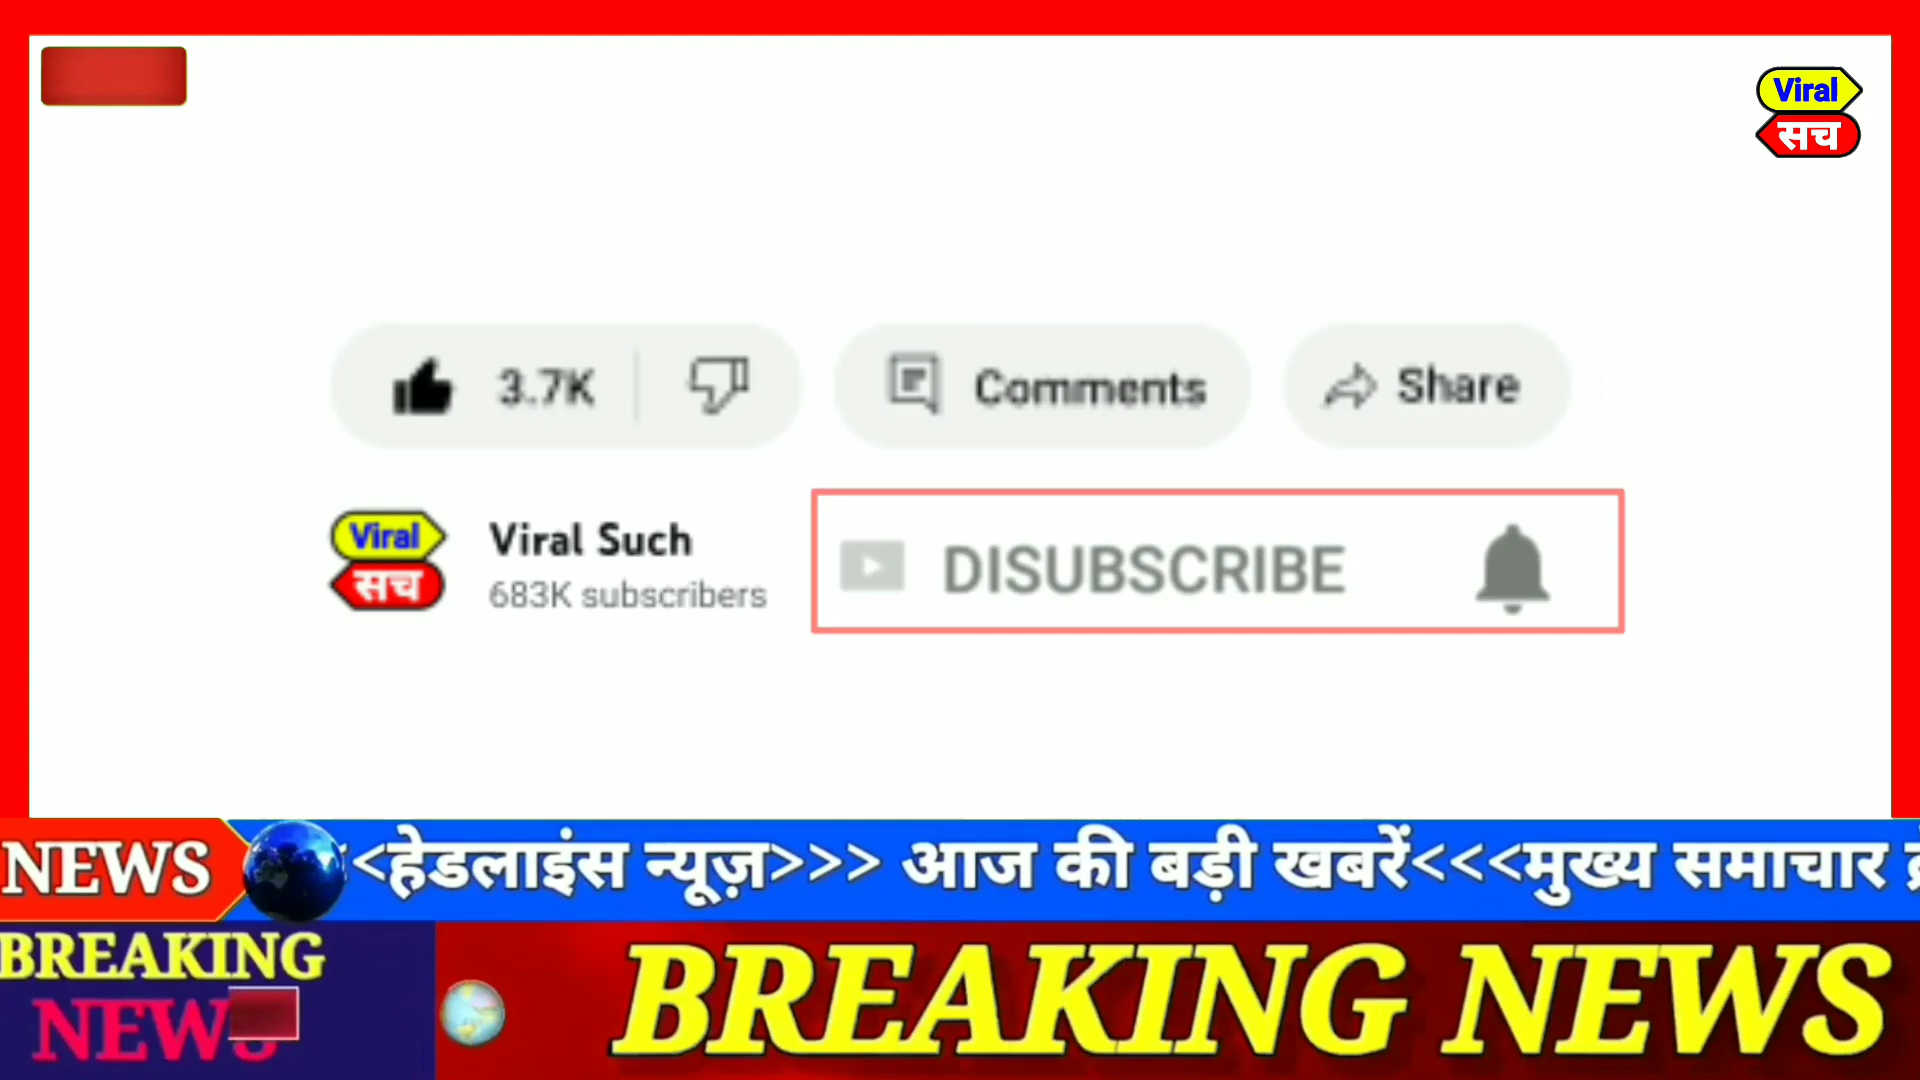 Viral
सच
3.7K
Comments
Share
Viral
सच
Viral Such
683K subscribers
DISUBSCRIBE
NEWS
<हेडलाइंस न्यूज़>>> आज की बड़ी खबरें<<<मुख्य समाचार
BREAKING
NEWS
BREAKING NEWS